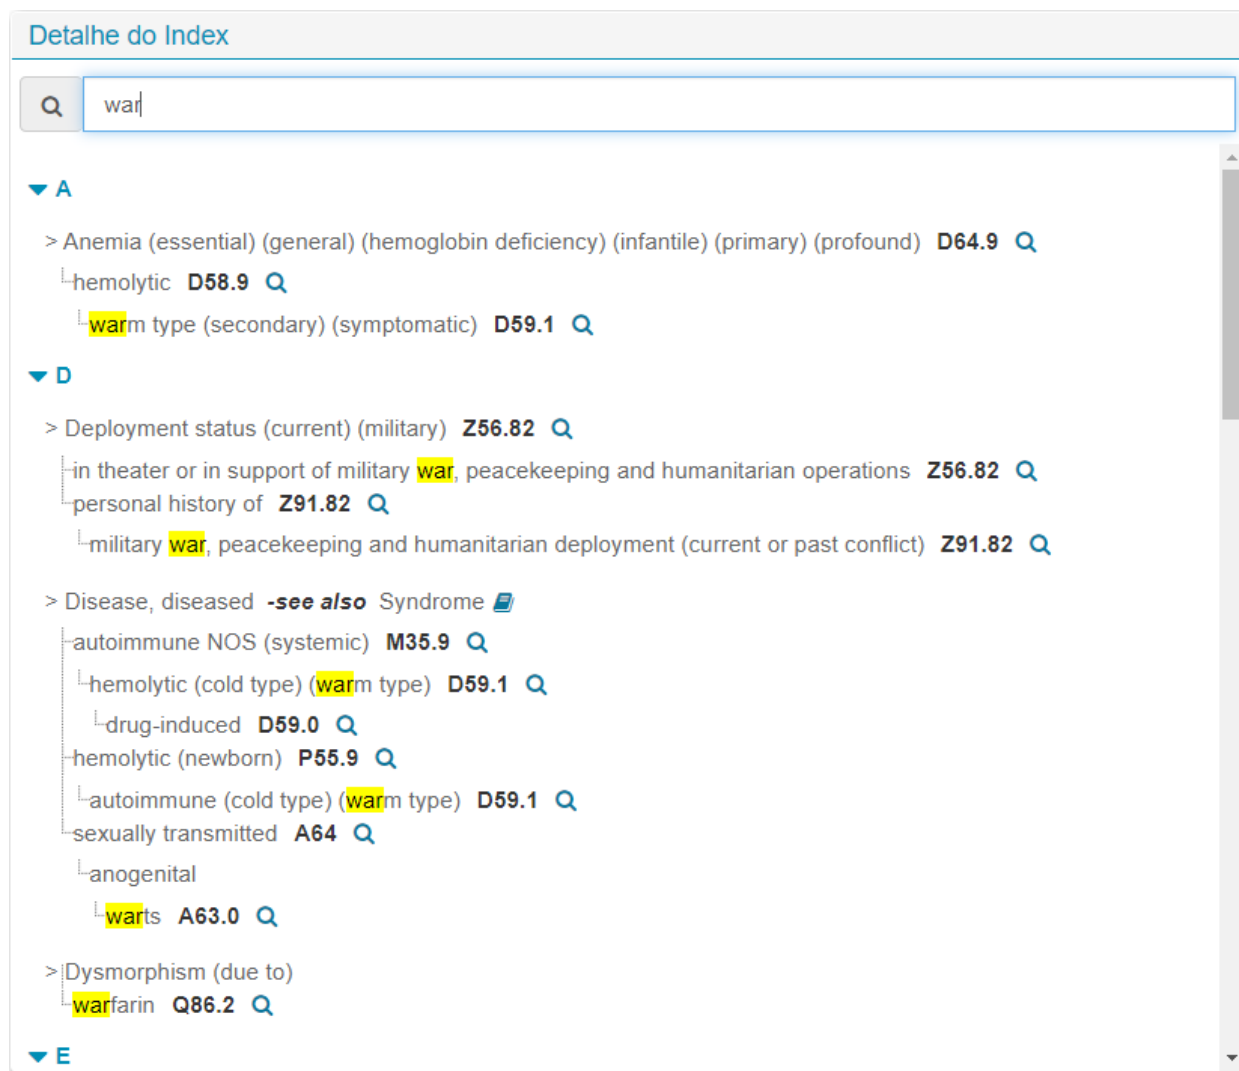 Detalhe do Index
war
A
> Anemia (essential) (general) (hemoglobin deficiency) (infantile) (primary) (profound) D64.9
hemolytic D58.9
warm type (secondary) (symptomatic) D59.1
D
> Deployment status (current) (military) Z56.82
in theater or in support of military war, peacekeeping and humanitarian operations Z56.82
personal history of Z91.82
military war, peacekeeping and humanitarian deployment (current or past conflict) Z91.82
> Disease, diseased -see also Syndrome
autoimmune NOS (systemic) M35.9
hemolytic (cold type) (warm type) D59.1
drug-induced D59.0
hemolytic (newborn) P55.9
autoimmune (cold type) (warm type) D59.1
sexually transmitted A64
anogenital
warts A63.0
> Dysmorphism (due to)
warfarin Q86.2
E